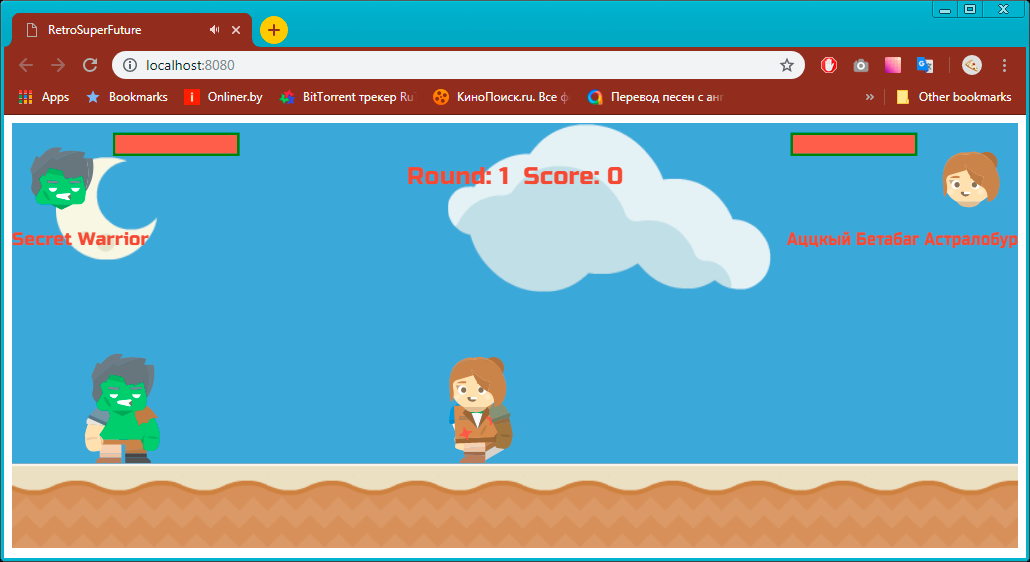 RetroSuperFuture
localhost:8080
Apps
Bookmarks
Onliner.by
BitTorrent трекер Ru
КиноПоиск.ru. Все ф
Перевод песен с анг
»
Other bookmarks
Round: 1 Score: 0
Secret Warrior
Аццкый Бетабаг Астралобур